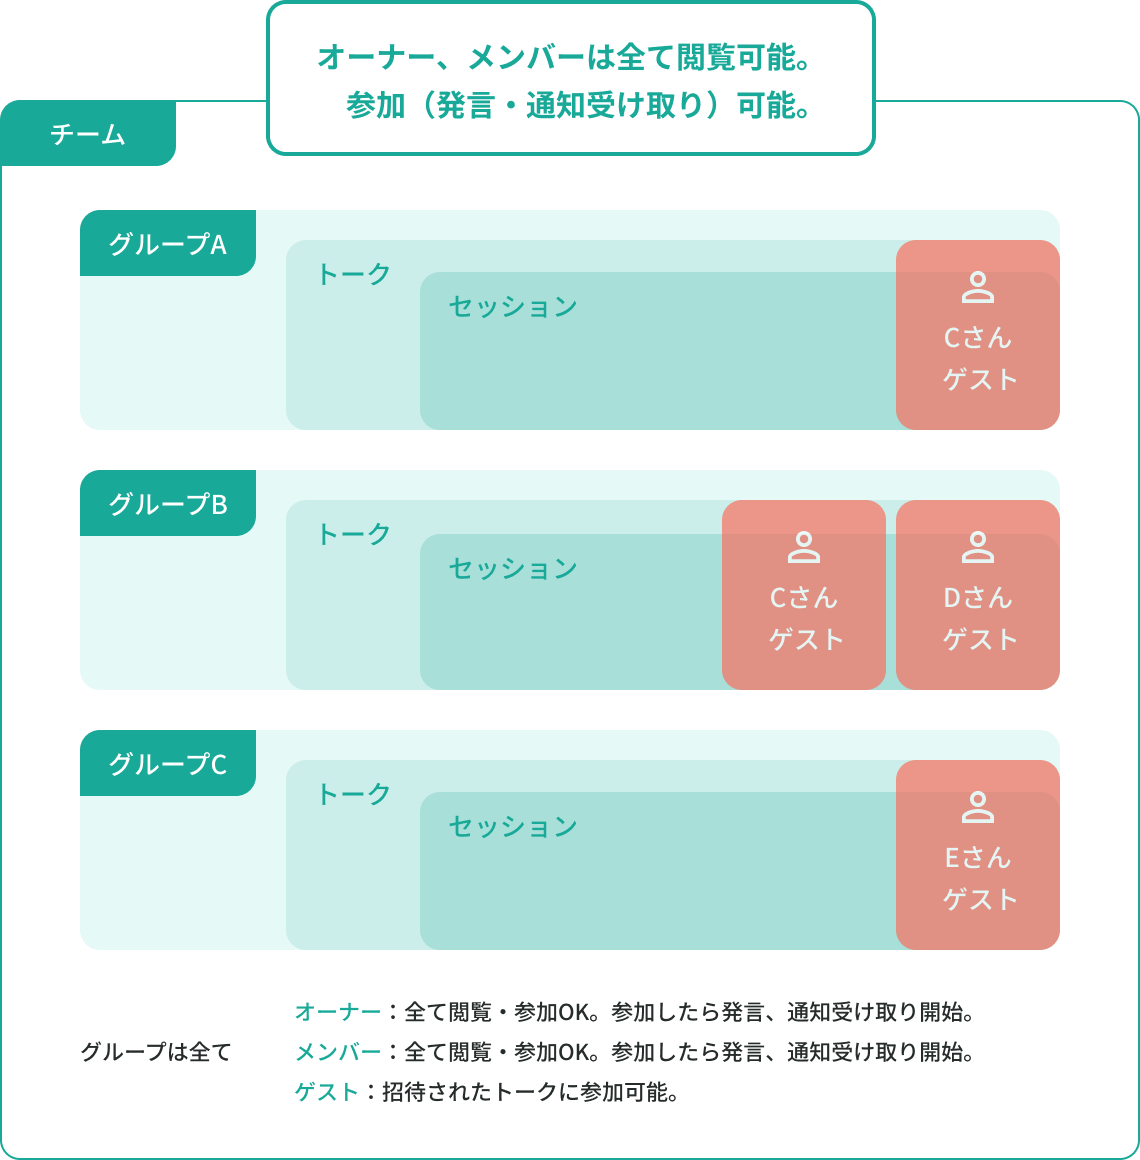 オーナー、メンバーは全て閲覧可能。
参加（発言・通知受け取り）可能。
チーム
グループA
トーク
セッション
Cさん
ゲスト
グループB
トーク
セッション
Cさん
ゲスト
Dさん
ゲスト
グループC
トーク
セッション
Eさん
ゲスト
グループは全て
オーナー：全て閲覧・参加OK。参加したら発言、通知受け取り開始。
メンバー：全て閲覧・参加OK。参加したら発言、通知受け取り開始。
ゲスト：招待されたトークに参加可能。